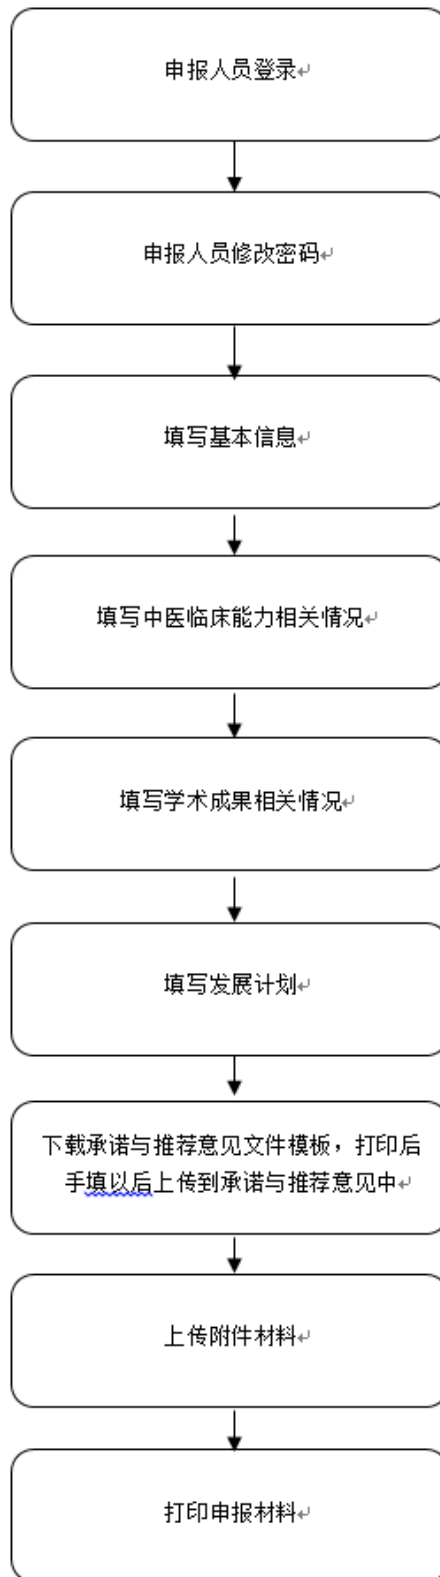 申报人员登录
申报人员修改密码
填写基本信息
填写中医临床能力相关情况
填写学术成果相关情况
填写发展计划
下载承诺与推荐意见文件模板，打印后
手填以后上传到承诺与推荐意见中
上传附件材料
打印申报材料